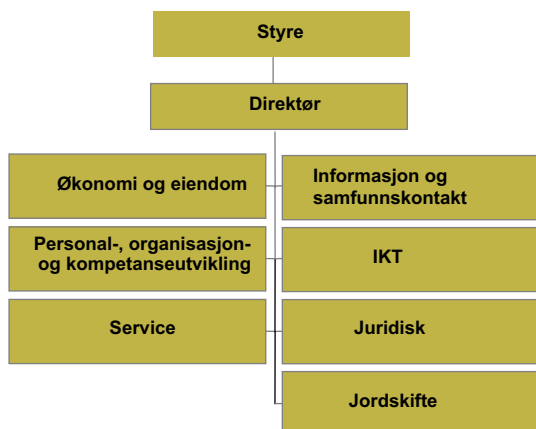 Styre
Direktør
Økonomi og eiendom
Informasjon og
samfunnskontakt
Personal-, organisasjon-
og kompetanseutvikling
IKT
Service
Juridisk
Jordskifte